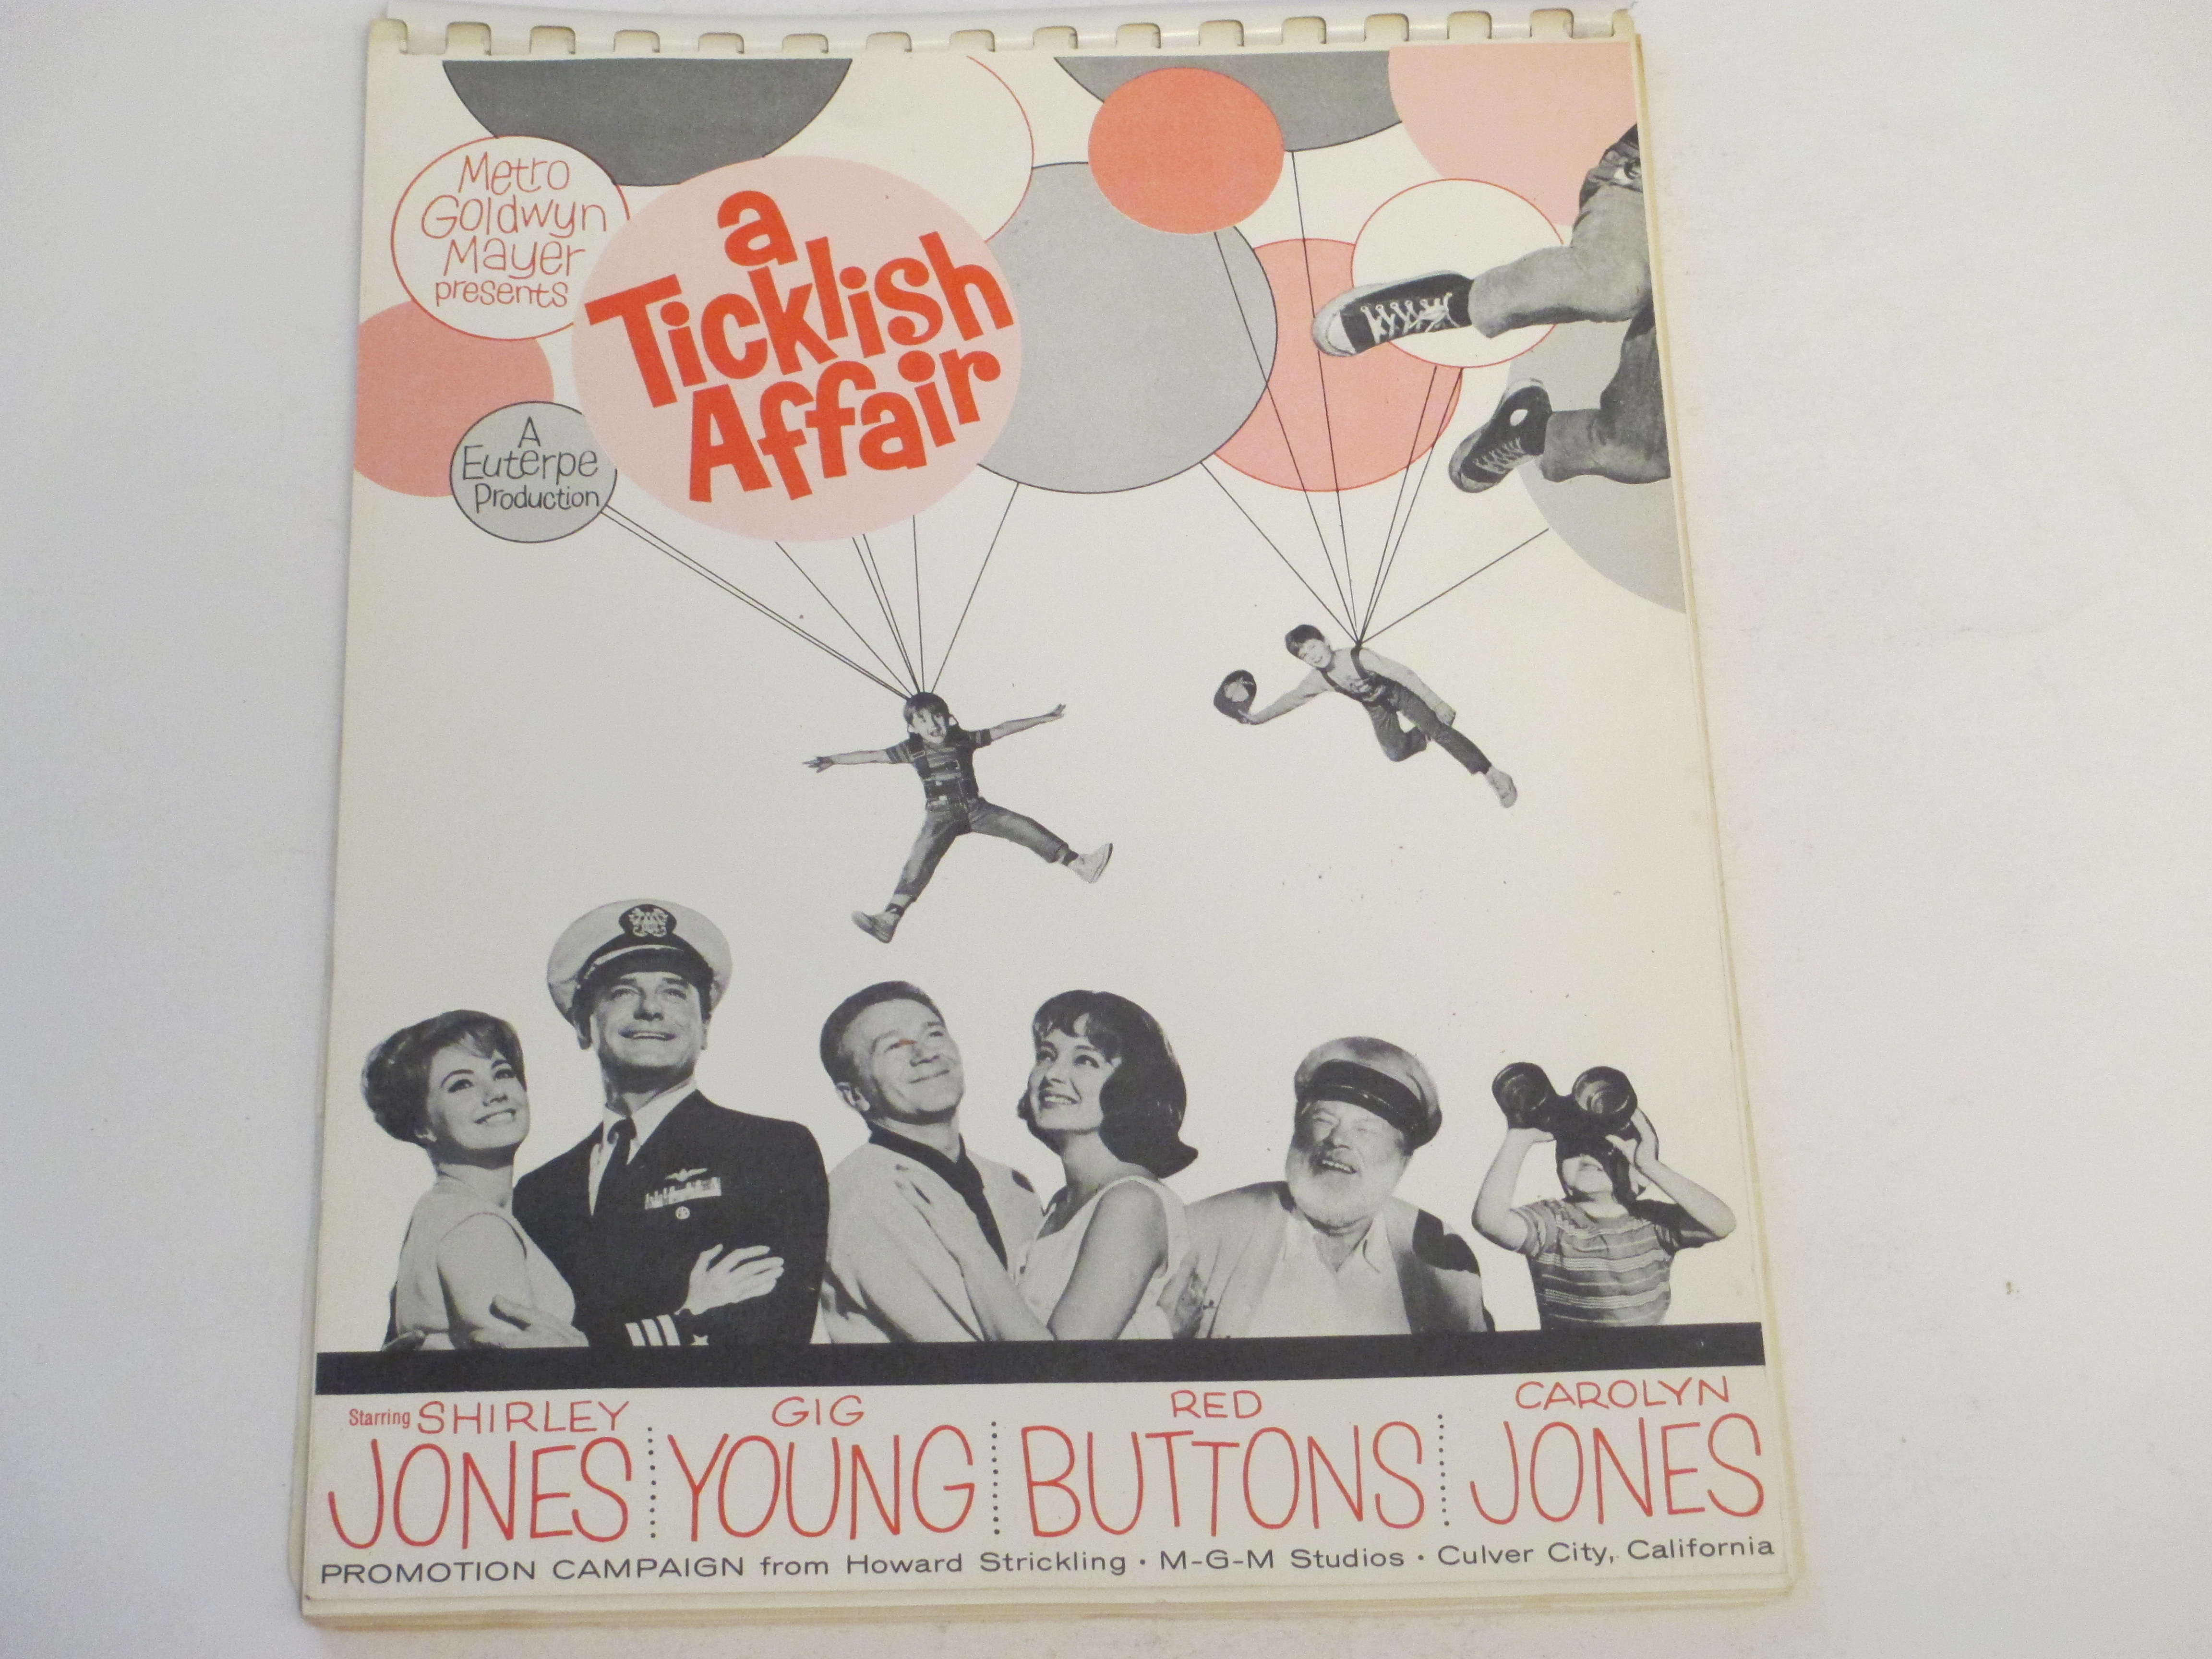 Metro
Goldwyn
Mayer
presents
a
Ticklish
Affair
A
Euterpe
Production
Starring SHIRLEY
JONES
GIG
YOUNG
RED
BUTTONS
CAROLYN
JONES
PROMOTION CAMPAIGN from Howard Strickling • M-G-M Studios • Culver City, California